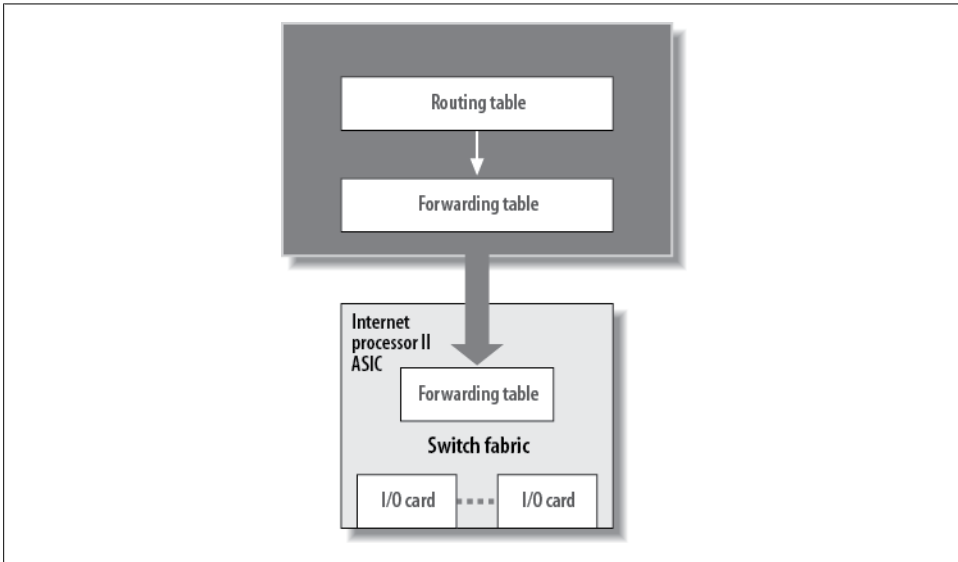 Routing table
Forwarding table
Internet
processor II
ASIC
Forwarding table
Switch fabric
I/O card
I/O card